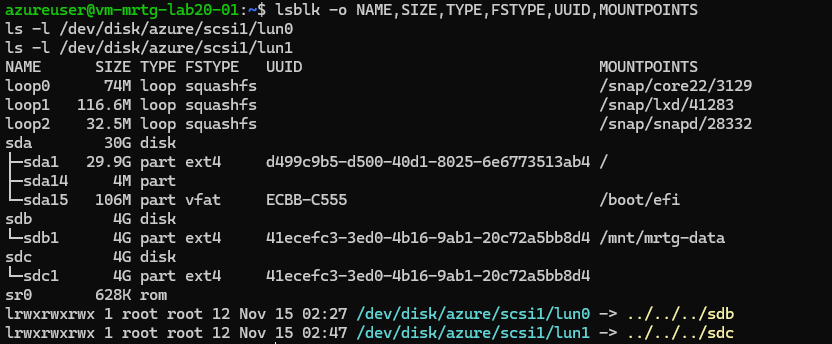 azureuser@vm-mrtg-lab20-01:~$ lsblk -o NAME,SIZE,TYPE,FSTYPE,UUID,MOUNTPOINTS
ls -l /dev/disk/azure/scsi1/lun0
ls -l /dev/disk/azure/scsi1/lun1
NAME      SIZE TYPE FSTYPE   UUID                                 MOUNTPOINTS
loop0      74M loop squashfs                                      /snap/core22/3129
loop1   116.6M loop squashfs                                      /snap/lxd/41283
loop2    32.5M loop squashfs                                      /snap/snapd/28332
sda        30G disk
├─sda1   29.9G part ext4     d499c9b5-d500-40d1-8025-6e6773513ab4 /
├─sda14     4M part
└─sda15   106M part vfat     ECBB-C555                            /boot/efi
sdb         4G disk
└─sdb1      4G part ext4     41ecefc3-3ed0-4b16-9ab1-20c72a5bb8d4 /mnt/mrtg-data
sdc         4G disk
└─sdc1      4G part ext4     41ecefc3-3ed0-4b16-9ab1-20c72a5bb8d4
sr0       628K rom
lrwxrwxrwx 1 root root 12 Nov 15 02:27 /dev/disk/azure/scsi1/lun0 -> ../../../sdb
lrwxrwxrwx 1 root root 12 Nov 15 02:47 /dev/disk/azure/scsi1/lun1 -> ../../../sdc